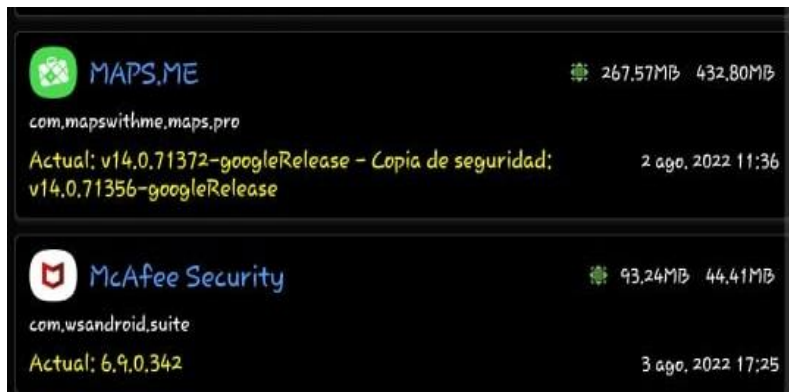 MAPS.ME 267,57MB 432,80MB
com.mapswithme.maps.pro
Actual: v14.0.71372-googleRelease - Copia de seguridad: 2 ago. 2022 11:36
v14.0.71356-googleRelease
McAfee Security 93,24MB 44,41MB
com.wsandroid.suite
Actual: 6.9.0.342 3 ago. 2022 17:25